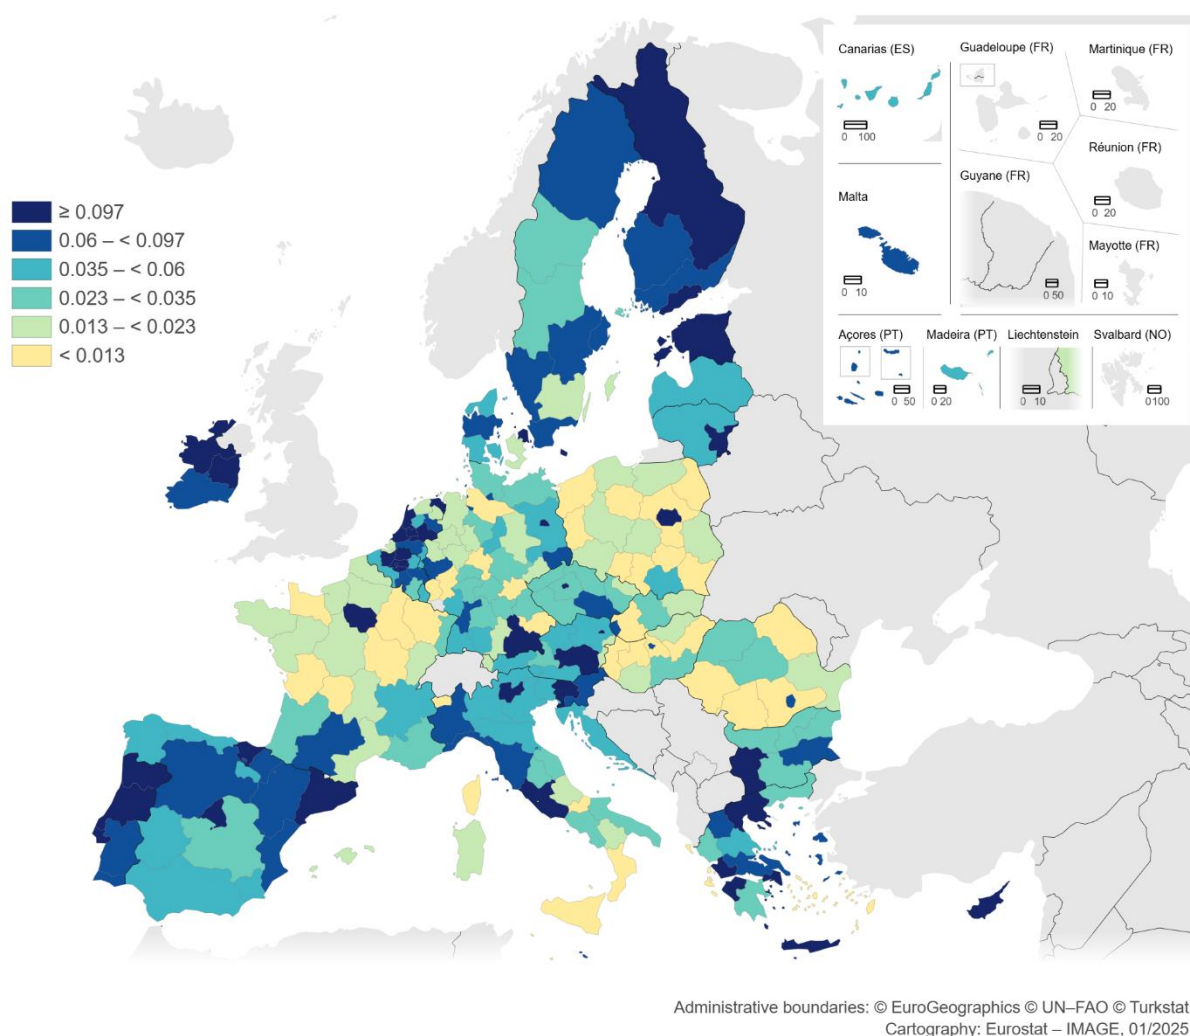 ≥ 0.097
0.06 – < 0.097
0.035 – < 0.06
0.023 – < 0.035
0.013 – < 0.023
< 0.013
Canarias (ES)
0 100
Guadeloupe (FR)
0 20
Martinique (FR)
0 20
Réunion (FR)
0 20
Guyane (FR)
0 50
Mayotte (FR)
0 10
Malta
0 10
Açores (PT)
0 50
Madeira (PT)
0 20
Liechtenstein
0 10
Svalbard (NO)
0 100
Administrative boundaries: © EuroGeographics © UN–FAO © Turkstat
Cartography: Eurostat – IMAGE, 01/2025